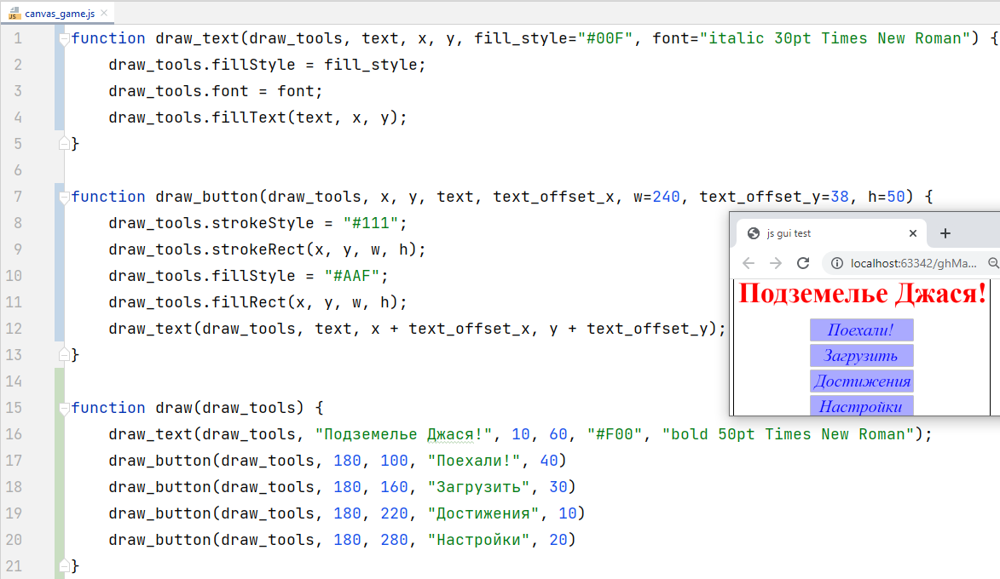 canvas_game.js
1 function draw_text(draw_tools, text, x, y, fill_style="#00F", font="italic 30pt Times New Roman") {
2     draw_tools.fillStyle = fill_style;
3     draw_tools.font = font;
4     draw_tools.fillText(text, x, y);
5 }
6
7 function draw_button(draw_tools, x, y, text, text_offset_x, w=240, text_offset_y=38, h=50) {
8     draw_tools.strokeStyle = "#111";
9     draw_tools.strokeRect(x, y, w, h);
10     draw_tools.fillStyle = "#AAF";
11     draw_tools.fillRect(x, y, w, h);
12     draw_text(draw_tools, text, x + text_offset_x, y + text_offset_y);
13 }
14
15 function draw(draw_tools) {
16     draw_text(draw_tools, "Подземелье Джася!", 10, 60, "#F00", "bold 50pt Times New Roman");
17     draw_button(draw_tools, 180, 100, "Поехали!", 40)
18     draw_button(draw_tools, 180, 160, "Загрузить", 30)
19     draw_button(draw_tools, 180, 220, "Достижения", 10)
20     draw_button(draw_tools, 180, 280, "Настройки", 20)
21 }
js gui test
localhost:63342/ghMa...
Подземелье Джася!
Поехали!
Загрузить
Достижения
Настройки